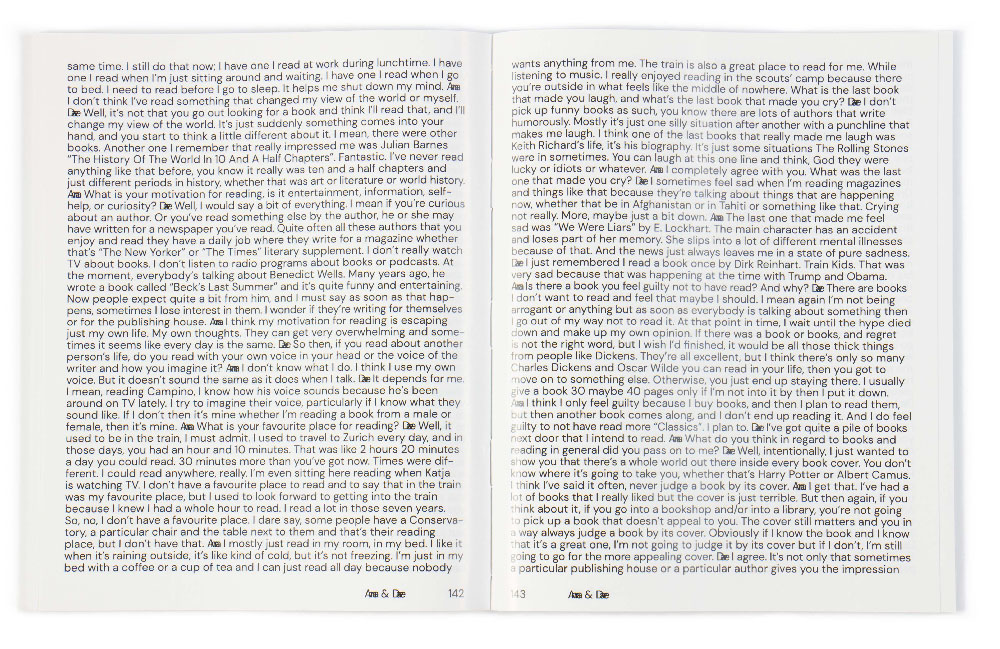 same time. I still do that now; I have one I read at work during lunchtime. I have
one I read when I'm just sitting around and waiting. I have one I read when I go
to bed. I need to read before I go to sleep. It helps me shut down my mind.
I don't think I've read something that changed my view of the world or myself.
Well, it's not that you go out looking for a book and think I'll read that, and I'll
change my view of the world. It's just suddenly something comes into your
hand, and you start to think a little different about it. I mean, there were other
books. Another one I remember that really impressed me was Julian Barnes
"The History Of The World In 10 And A Half Chapters". Fantastic. I've never read
anything like that before, you know it really was ten and a half chapters and
just different periods in history, whether that was art or literature or world history.
What is your motivation for reading, is it entertainment, information, self-
help, or curiosity? Well, I would say a bit of everything. I mean if you're curious
about an author. Or you've read something else by the author, he or she may
have written for a newspaper you've read. Quite often all these authors that you
enjoy and read they have a daily job where they write for a magazine whether
that's "The New Yorker" or "The Times" literary supplement. I don't really watch
TV about books. I don't listen to radio programs about books or podcasts. At
the moment, everybody's talking about Benedict Wells. Many years ago, he
wrote a book called "Beck's Last Summer" and it's quite funny and entertaining.
Now people expect quite a bit from him, and I must say as soon as that hap-
pens, sometimes I lose interest in them. I wonder if they're writing for themselves
or for the publishing house. I think my motivation for reading is escaping
just my own life. My own thoughts. They can get very overwhelming and some-
times it seems like every day is the same. So then, if you read about another
person's life, do you read with your own voice in your head or the voice of the
writer and how you imagine it? I don't know what I do. I think I use my own
voice. But it doesn't sound the same as it does when I talk. It depends for me.
I mean, reading Campino, I know how his voice sounds because he's been
around on TV lately. I try to imagine their voice, particularly if I know what they
sound like. If I don't then it's mine whether I'm reading a book from a male or
female, then it's mine. What is your favourite place for reading? Well, it
used to be in the train, I must admit. I used to travel to Zurich every day, and in
those days, you had an hour and 10 minutes. That was like 2 hours 20 minutes
a day you could read. 30 minutes more than you've got now. Times were dif-
ferent. I could read anywhere, really. I'm even sitting here reading when Katja
is watching TV. I don't have a favourite place to read and to say that in the train
was my favourite place, but I used to look forward to getting into the train
because I knew I had a whole hour to read. I read a lot in those seven years.
So, no, I don't have a favourite place. I dare say, some people have a Conserva-
tory, a particular chair and the table next to them and that's their reading
place, but I don't have that. I mostly just read in my room, in my bed. I like it
when it's raining outside, it's like kind of cold, but it's not freezing. I'm just in my
bed with a coffee or a cup of tea and I can just read all day because nobody
& 142
wants anything from me. The train is also a great place to read for me. While
listening to music. I really enjoyed reading in the scouts' camp because there
you're outside in what feels like the middle of nowhere. What is the last book
that made you laugh, and what's the last book that made you cry? I don't
pick up funny books as such, you know there are lots of authors that write
humorously. Mostly it's just one silly situation after another with a punchline that
makes me laugh. I think one of the last books that really made me laugh was
Keith Richard's life, it's his biography. It's just some situations The Rolling Stones
were in sometimes. You can laugh at this one line and think, God they were
lucky or idiots or whatever. I completely agree with you. What was the last
one that made you cry? I sometimes feel sad when I'm reading magazines
and things like that because they're talking about things that are happening
now, whether that be in Afghanistan or in Tahiti or something like that. Crying
not really. More, maybe just a bit down. The last one that made me feel
sad was "We Were Liars" by E. Lockhart. The main character has an accident
and loses part of her memory. She slips into a lot of different mental illnesses
because of that. And the news just always leaves me in a state of pure sadness.
I just remembered I read a book once by Dirk Reinhart. Train Kids. That was
very sad because that was happening at the time with Trump and Obama.
Is there a book you feel guilty not to have read? And why? There are books
I don't want to read and feel that maybe I should. I mean again I'm not being
arrogant or anything but as soon as everybody is talking about something then
I go out of my way not to read it. At that point in time, I wait until the hype died
down and make up my own opinion. If there was a book or books, and regret
is not the right word, but I wish I'd finished, it would be all those thick things
from people like Dickens. They're all excellent, but I think there's only so many
Charles Dickens and Oscar Wilde you can read in your life, then you got to
move on to something else. Otherwise, you just end up staying there. I usually
give a book 30 maybe 40 pages only if I'm not into it by then I put it down.
I think I only feel guilty because I buy books, and then I plan to read them,
but then another book comes along, and I don't end up reading it. And I do feel
guilty to not have read more "Classics". I plan to. I've got quite a pile of books
next door that I intend to read. What do you think in regard to books and
reading in general did you pass on to me? Well, intentionally, I just wanted to
show you that there's a whole world out there inside every book cover. You don't
know where it's going to take you, whether that's Harry Potter or Albert Camus.
I think I've said it often, never judge a book by its cover. I get that. I've had a
lot of books that I really liked but the cover is just terrible. But then again, if you
think about it, if you go into a bookshop and/or into a library, you're not going
to pick up a book that doesn't appeal to you. The cover still matters and you in
a way always judge a book by its cover. Obviously if I know the book and I know
that it's a great one, I'm not going to judge it by its cover but if I don't, I'm still
going to go for the more appealing cover. I agree. It's not only that sometimes
a particular publishing house or a particular author gives you the impression
143 &